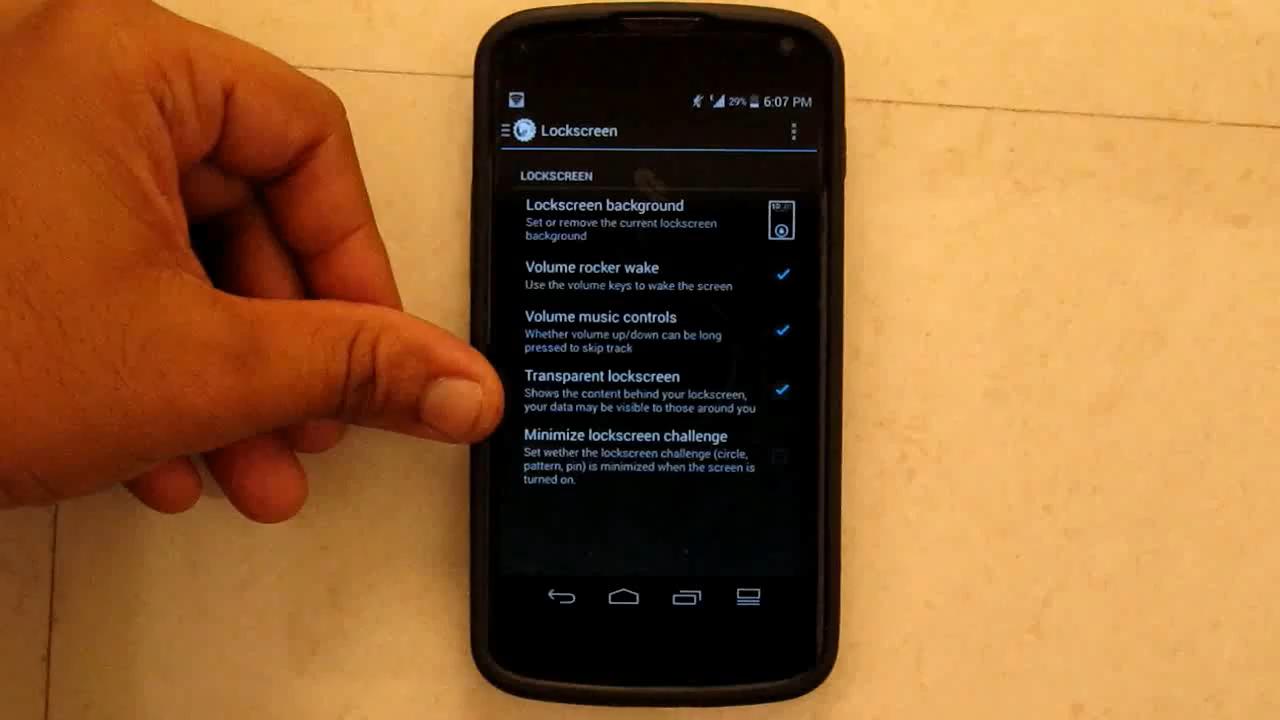 29% 6:07 PM
Lockscreen
LOCKSCREEN
Lockscreen background
Set or remove the current lockscreen
background
Volume rocker wake
Use the volume keys to wake the screen
Volume music controls
Whether volume up/down can be long
pressed to skip track
Transparent lockscreen
Shows the content behind your lockscreen,
your data may be visible to those around you
Minimize lockscreen challenge
Set wether the lockscreen challenge (circle,
pattern, pin) is minimized when the screen is
turned on.